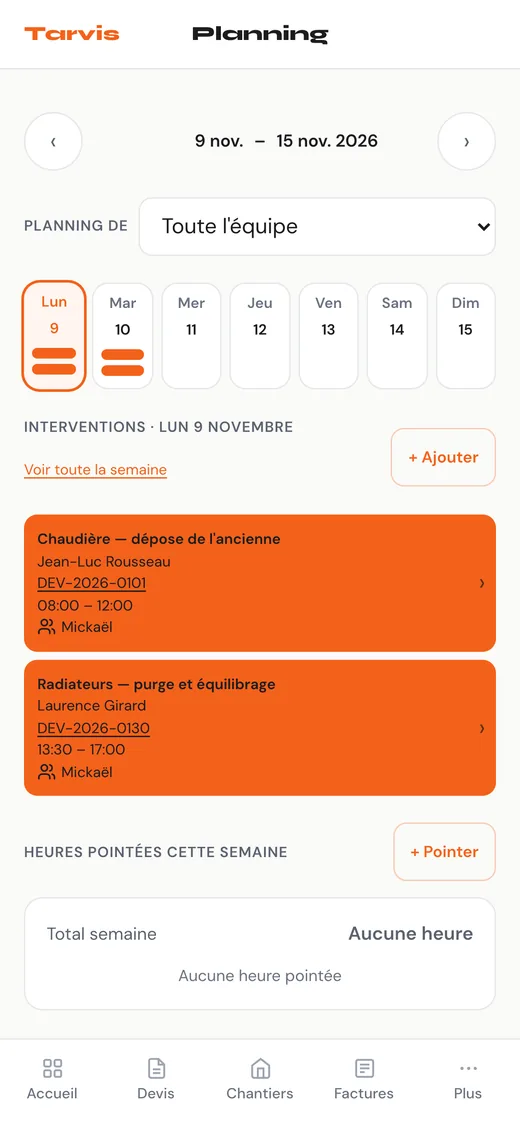 Tarvis Planning
‹ 9 nov. – 15 nov. 2026 ›
PLANNING DE Toute l'équipe
Lun Mar Mer Jeu Ven Sam Dim
9 10 11 12 13 14 15
INTERVENTIONS · LUN 9 NOVEMBRE
Voir toute la semaine
+ Ajouter
Chaudière — dépose de l'ancienne
Jean-Luc Rousseau
DEV-2026-0101
08:00 – 12:00
Mickaël
›
Radiateurs — purge et équilibrage
Laurence Girard
DEV-2026-0130
13:30 – 17:00
Mickaël
›
HEURES POINTÉES CETTE SEMAINE
+ Pointer
Total semaine Aucune heure
Aucune heure pointée
Accueil Devis Chantiers Factures Plus